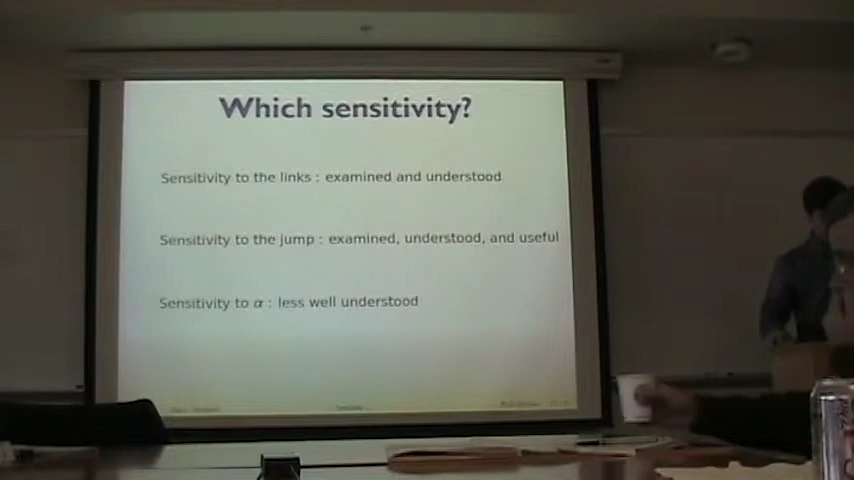 Which sensitivity?
Sensitivity to the links : examined and understood
Sensitivity to the jump : examined, understood, and useful
Sensitivity to α : less well understood